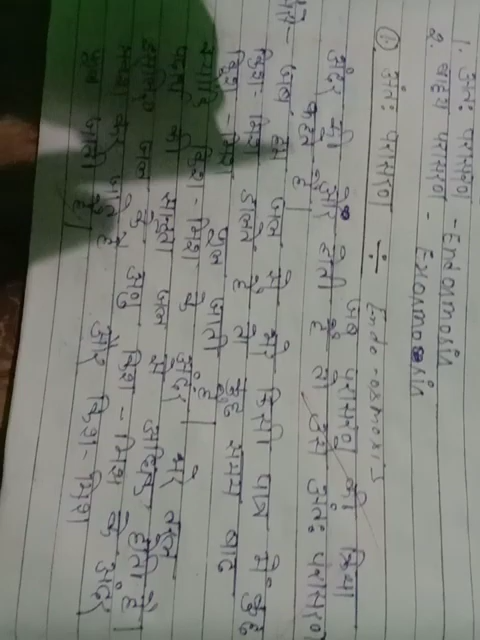 1. अन्तः परासरण - Endosmosis
2. बाह्य परासरण - Exosmosis
① अंतः परासरण ÷ Endo-osmosis
जब परासरण की क्रिया
अंदर की ओर होती है तो उसे अंतः परासरण
कहते हैं।
जब हम जल से भरे किसी पात्र में कुछ
किश-मिश डालते है तो कुछ समय बाद
किश-मिश फूल जाती है।
क्योंकि किश-मिश के अंदर भरे तरल
पदार्थ की सान्द्रता जल से अधिक होती है।
इसलिए जल के अणु किश-मिश के अंदर
प्रवेश कर जाते है और किश-मिश
फूल जाती है।